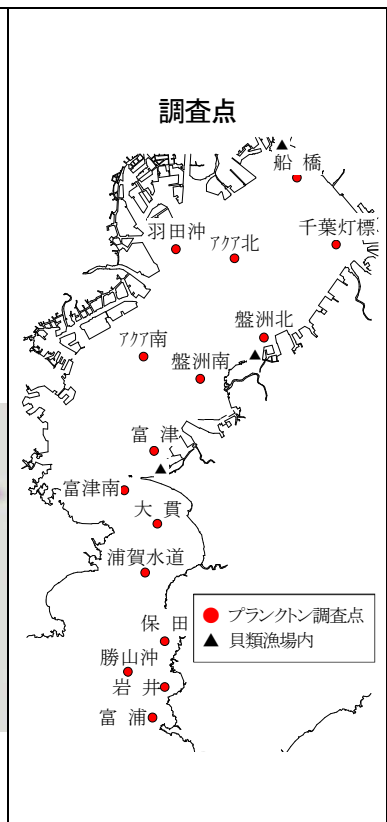 調査点
船橋
千葉灯標
羽田沖
アクア北
盤洲北
アクア南
盤洲南
富津
富津南
大貫
浦賀水道
保田
勝山沖
岩井
富浦
● プランクトン調査点
▲ 貝類漁場内